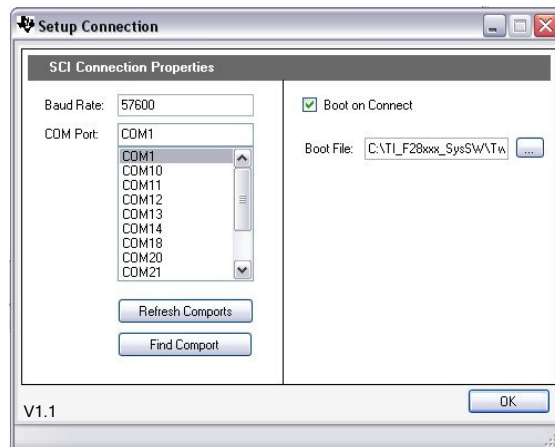 Setup Connection
SCI Connection Properties
Baud Rate: 57600
COM Port: COM1
COM1
COM10
COM11
COM12
COM13
COM14
COM18
COM20
COM21
Refresh Comports
Find Comport
Boot on Connect
Boot File: C:\TI_F28xxx_SysSW\Tw ...
OK
V1.1